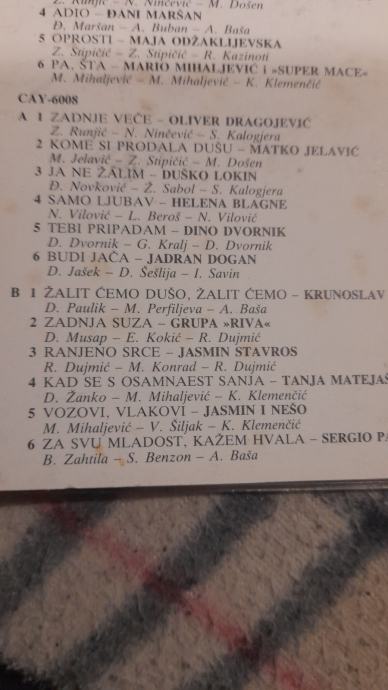 Z. Runjić – N. Ninčević – M. Došen
4 ADIO – ĐANI MARŠAN
Đ. Maršan – A. Buban – A. Baša
5 OPROSTI – MAJA ODŽAKLIJEVSKA
Z. Stipičić – Z. Stipičić – R. Kazinoti
6 PA, ŠTA – MARIO MIHALJEVIĆ i »SUPER MACE«
M. Mihaljević – M. Mihaljević – K. Klemenčić
CAY-6008
A 1 ZADNJE VEČE – OLIVER DRAGOJEVIĆ
Z. Runjić – N. Ninčević – S. Kalogjera
2 KOME SI PRODALA DUŠU – MATKO JELAVIĆ
M. Jelavić – Z. Stipičić – M. Došen
3 JA NE ŽALIM – DUŠKO LOKIN
Đ. Novković – Ž. Sabol – S. Kalogjera
4 SAMO LJUBAV – HELENA BLAGNE
N. Vilović – L. Beroš – N. Vilović
5 TEBI PRIPADAM – DINO DVORNIK
D. Dvornik – G. Kralj – D. Dvornik
6 BUDI JAČA – JADRAN DOGAN
D. Jašek – D. Šešlija – I. Savin
B 1 ŽALIT ĆEMO DUŠO, ŽALIT ĆEMO – KRUNOSLAV
D. Paulik – M. Perfiljeva – A. Baša
2 ZADNJA SUZA – GRUPA »RIVA«
D. Musap – E. Kokić – R. Dujmić
3 RANJENO SRCE – JASMIN STAVROS
R. Dujmić – M. Konrad – R. Dujmić
4 KAD SE S OSAMNAEST SANJA – TANJA MATEJAŠ
D. Žanko – M. Mihaljević – K. Klemenčić
5 VOZOVI, VLAKOVI – JASMIN I NEŠO
M. Mihaljević – V. Šiljak – K. Klemenčić
6 ZA SVU MLADOST, KAŽEM HVALA – SERGIO PA
B. Zahtila – S. Benzon – A. Baša